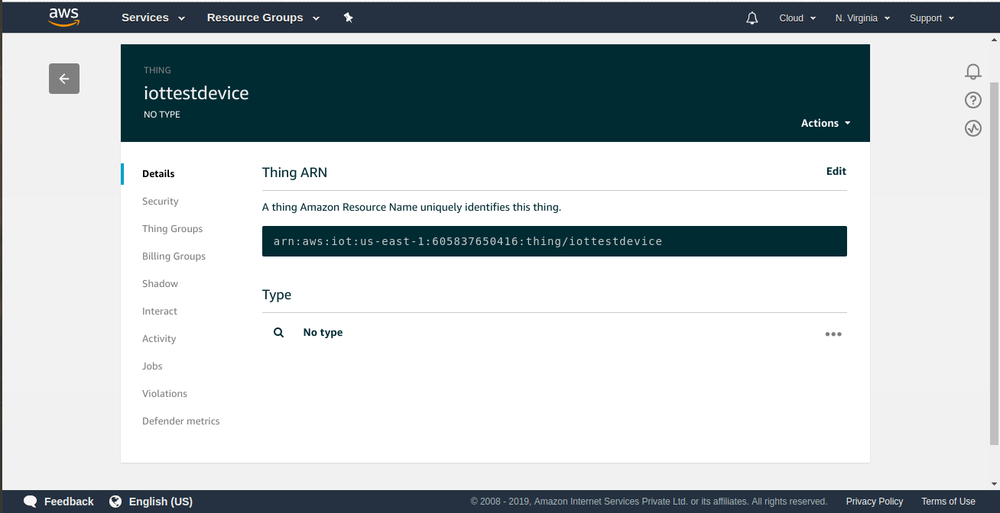 aws
Services
Resource Groups
Cloud
N. Virginia
Support
THING
iottestdevice
NO TYPE
Actions
Details
Security
Thing Groups
Billing Groups
Shadow
Interact
Activity
Jobs
Violations
Defender metrics
Thing ARN
Edit
A thing Amazon Resource Name uniquely identifies this thing.
arn:aws:iot:us-east-1:605837650416:thing/iottestdevice
Type
No type
Feedback
English (US)
© 2008 - 2019, Amazon Internet Services Private Ltd. or its affiliates. All rights reserved.
Privacy Policy
Terms of Use